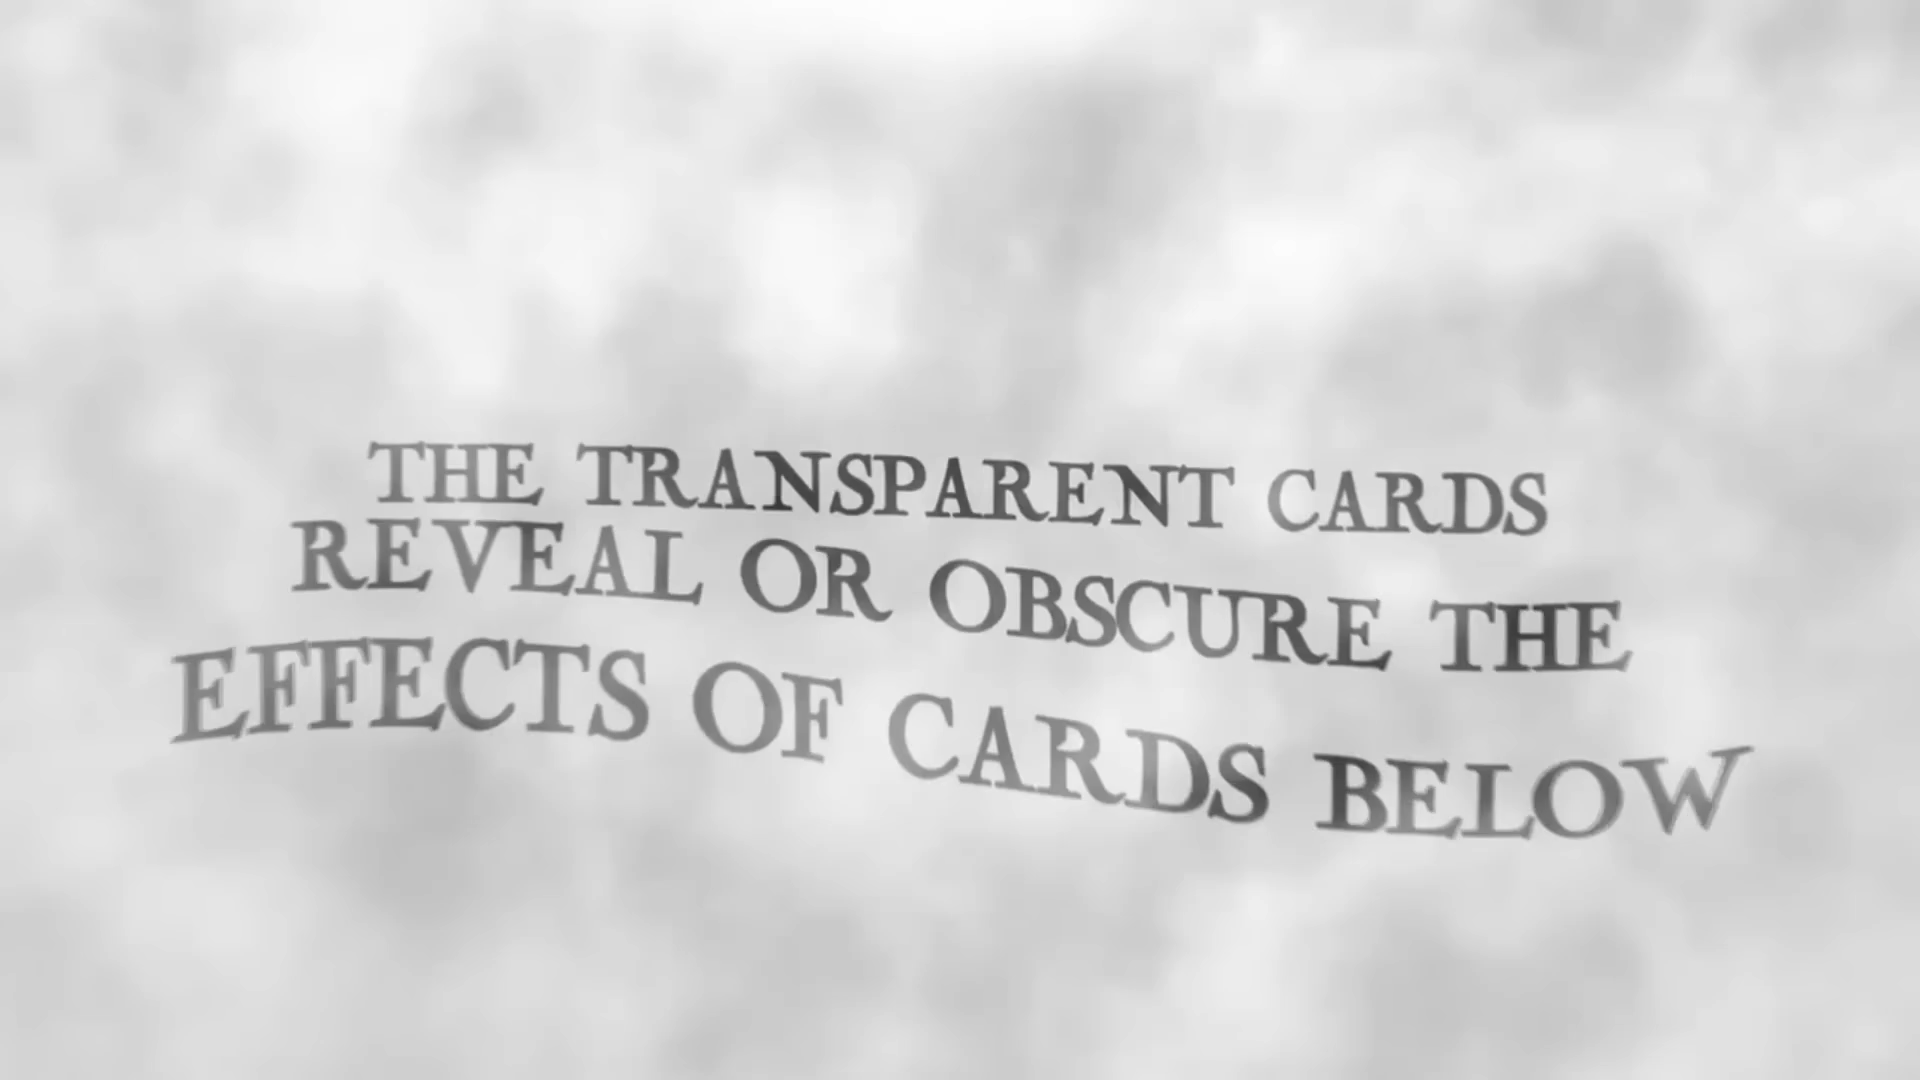 THE TRANSPARENT CARDS
REVEAL OR OBSCURE THE
EFFECTS OF CARDS BELOW